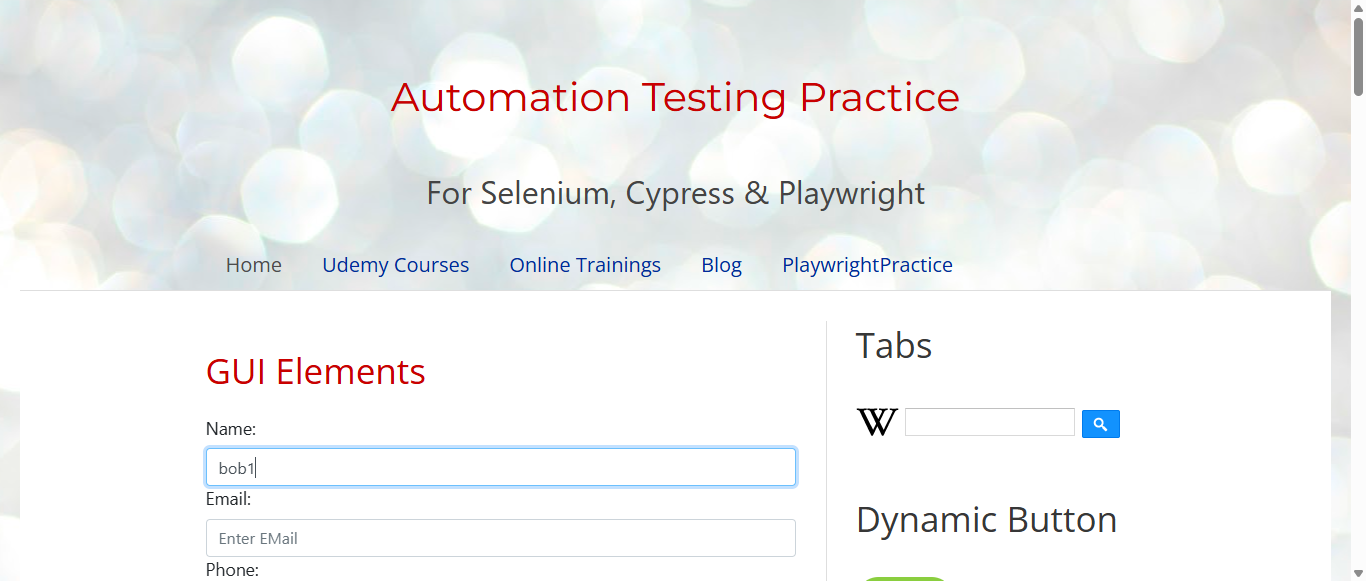 Automation Testing Practice
For Selenium, Cypress & Playwright
Home Udemy Courses Online Trainings Blog PlaywrightPractice
GUI Elements
Name:
bob1
Email:
Enter EMail
Phone:
Tabs
W
Dynamic Button